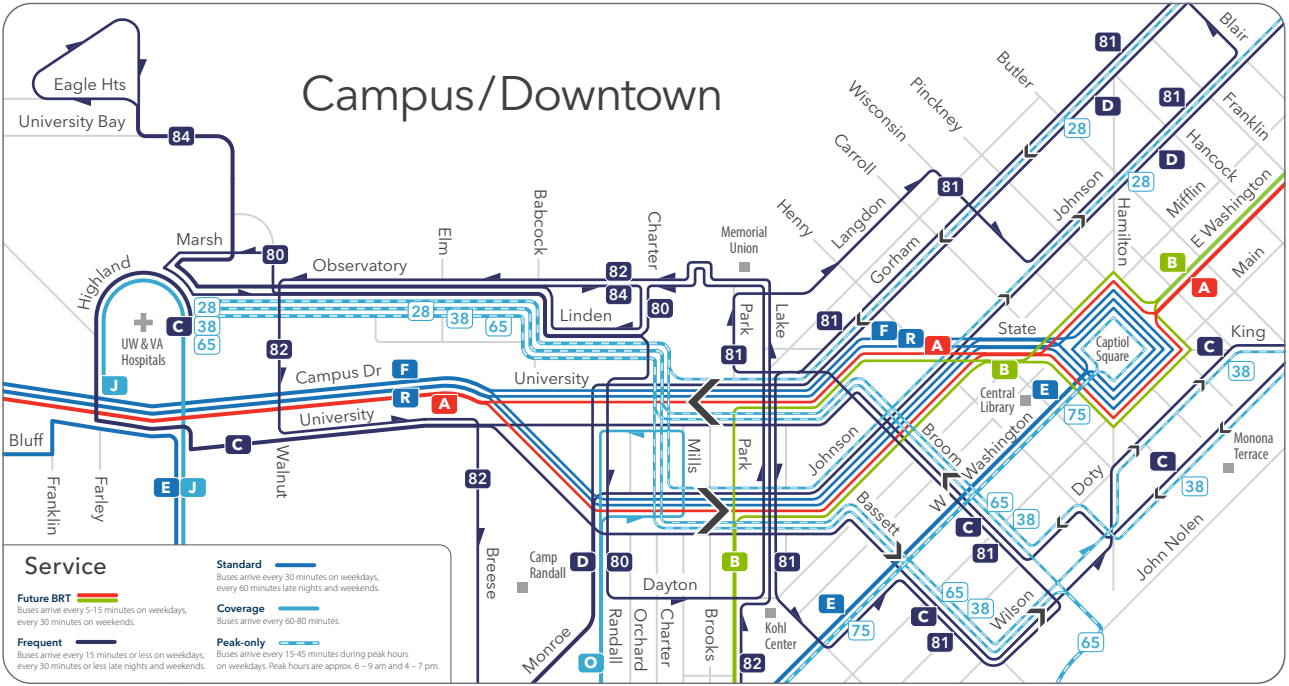 Campus/Downtown
Eagle Hts
University Bay
84
Marsh
80
Highland
Observatory
82
84
80
Linden
Elm
Babcock
Charter
Memorial
Union
Park
Lake
Henry
Langdon
Carroll
Wisconsin
Pinckney
Butler
81
D
28
81
D
28
Blair
Franklin
Hancock
Mifflin
E Washington
Main
Hamilton
Johnson
Gorham
81
81
81
B
A
King
C
38
28
38
65
28
38
65
C
UW & VA
Hospitals
J
82
Campus Dr
F
R
A
University
University
C
F
R
A
State
B
Captiol
Square
E
75
Central
Library
Bluff
Franklin
Farley
E
J
Walnut
82
Breese
Mills
Park
Johnson
Broom
W Washington
Bassett
Doty
C
38
Monona
Terrace
John Nolen
65
38
C
81
65
38
C
81
Wilson
65
E
75
Camp
Randall
D
80
B
81
Dayton
Monroe
O
Randall
Orchard
Charter
Brooks
82
Kohl
Center
Service
Future BRT
Buses arrive every 5-15 minutes on weekdays,
every 30 minutes on weekends.
Frequent
Buses arrive every 15 minutes or less on weekdays,
every 30 minutes or less late nights and weekends.
Standard
Buses arrive every 30 minutes on weekdays,
every 60 minutes late nights and weekends.
Coverage
Buses arrive every 60-80 minutes.
Peak-only
Buses arrive every 15-45 minutes during peak hours
on weekdays. Peak hours are approx. 6 – 9 am and 4 – 7 pm.